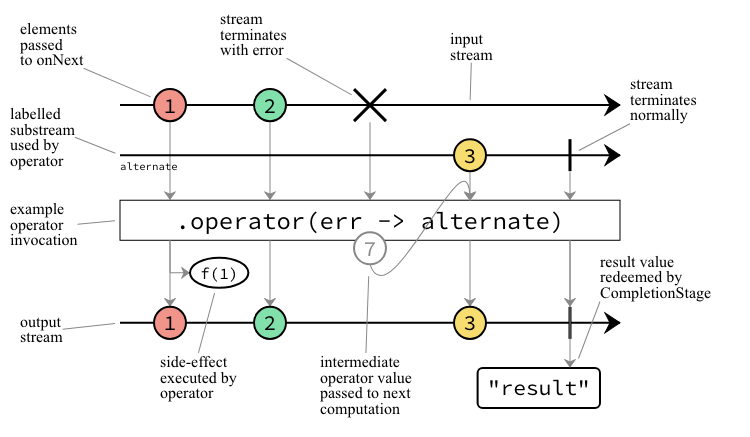 elements
passed
to onNext
stream
terminates
with error
input
stream
1
2
stream
terminates
normally
labelled
substream
used by
operator
alternate
3
example
operator
invocation
.operator(err -> alternate)
7
f(1)
result value
redeemed by
CompletionStage
output
stream
1
2
3
side-effect
executed by
operator
intermediate
operator value
passed to next
computation
"result"